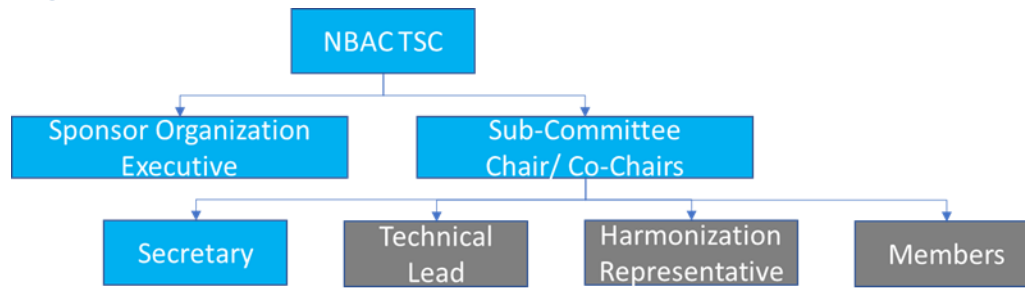 NBAC TSC
Sponsor Organization
Executive
Sub-Committee
Chair/ Co-Chairs
Secretary
Technical
Lead
Harmonization
Representative
Members